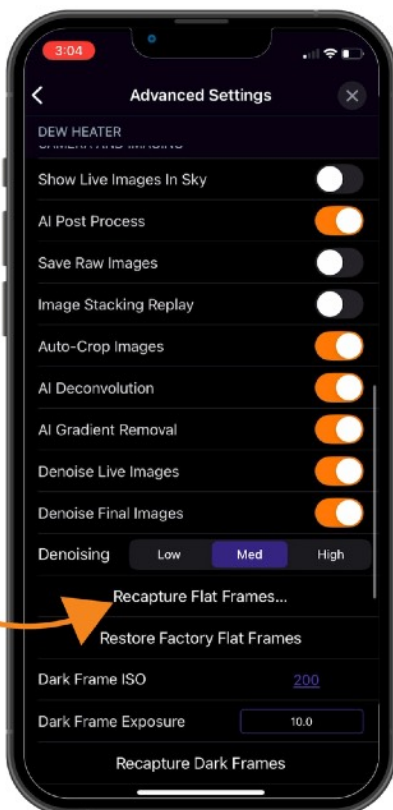 3:04
Advanced Settings
DEW HEATER
CAMERA AND IMAGING
Show Live Images In Sky
AI Post Process
Save Raw Images
Image Stacking Replay
Auto-Crop Images
AI Deconvolution
AI Gradient Removal
Denoise Live Images
Denoise Final Images
Denoising Low Med High
Recapture Flat Frames...
Restore Factory Flat Frames
Dark Frame ISO 200
Dark Frame Exposure 10.0
Recapture Dark Frames